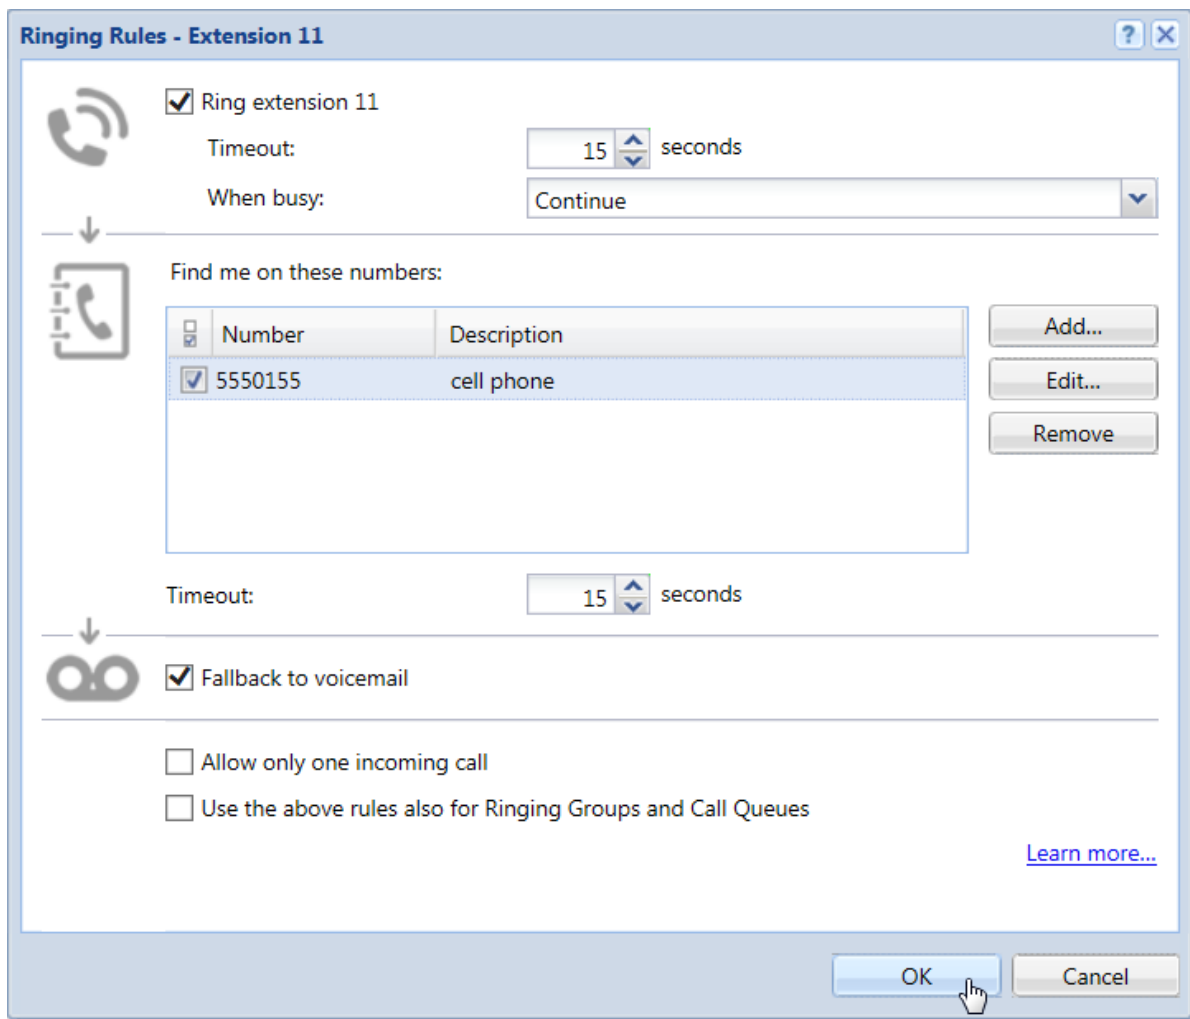 Ringing Rules - Extension 11 ?
Ring extension 11
Timeout: 15 seconds
When busy: Continue
Find me on these numbers:
Number Description
5550155 cell phone
Add...
Edit...
Remove
Timeout: 15 seconds
Fallback to voicemail
Allow only one incoming call
Use the above rules also for Ringing Groups and Call Queues
Learn more...
OK Cancel